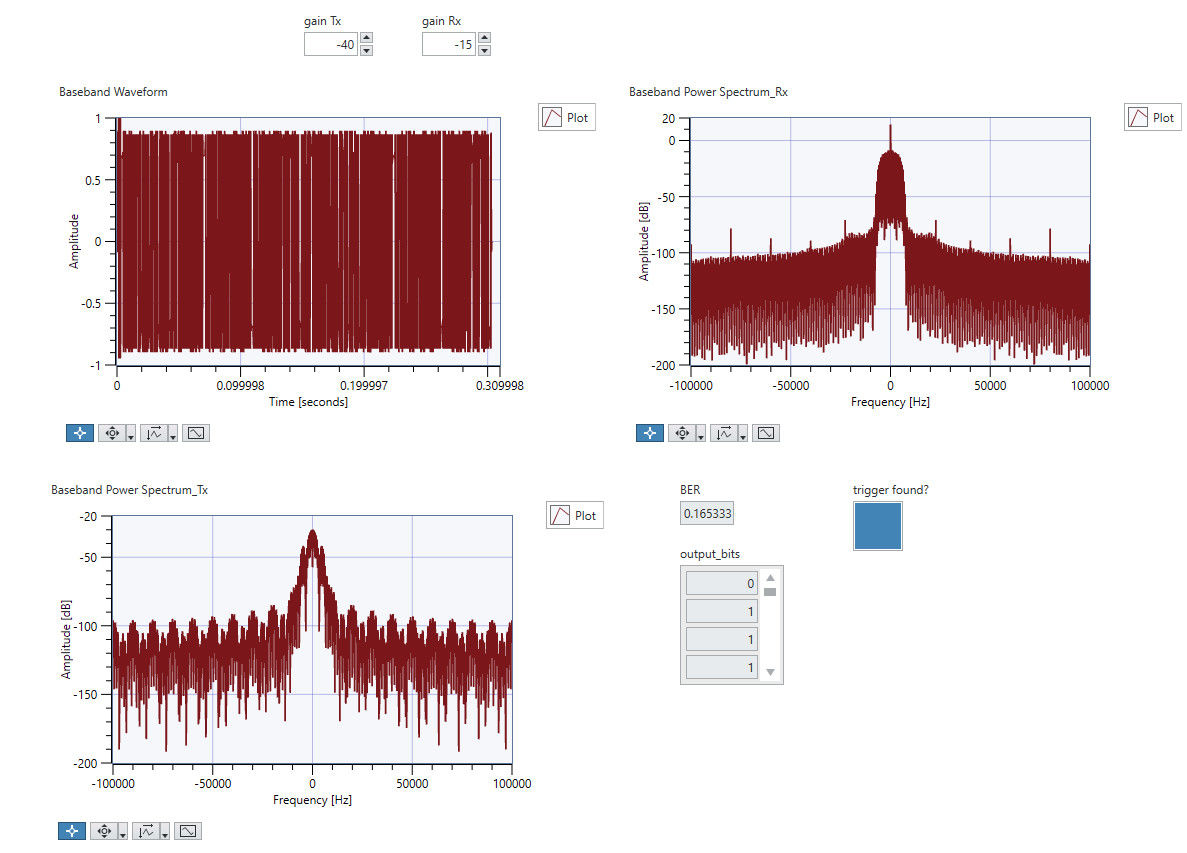 gain Tx
gain Rx
-40
-15
Baseband Waveform
Plot
1
0.5
0
-0.5
-1
Amplitude
0
0.099998
0.199997
0.309998
Time [seconds]
Baseband Power Spectrum_Rx
Plot
20
0
-50
-100
-150
-200
Amplitude [dB]
-100000
-50000
0
50000
100000
Frequency [Hz]
Baseband Power Spectrum_Tx
Plot
-20
-50
-100
-150
-200
Amplitude [dB]
-100000
-50000
0
50000
100000
Frequency [Hz]
BER
0.165333
trigger found?
output_bits
0
1
1
1